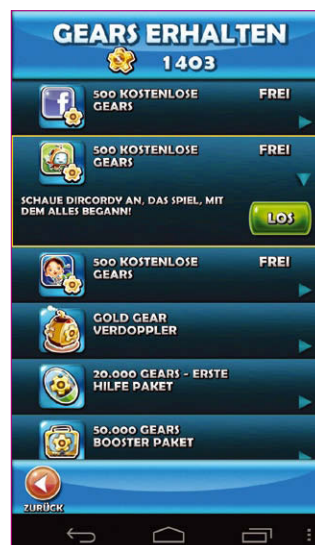 GEARS ERHALTEN
1403
500 KOSTENLOSE GEARS
FREI
500 KOSTENLOSE GEARS
FREI
SCHAUE DIRCORDY AN, DAS SPIEL, MIT
DEM ALLES BEGANN!
LOS
500 KOSTENLOSE GEARS
FREI
GOLD GEAR
VERDOPPLER
20.000 GEARS - ERSTE
HILFE PAKET
50.000 GEARS
BOOSTER PAKET
ZURÜCK